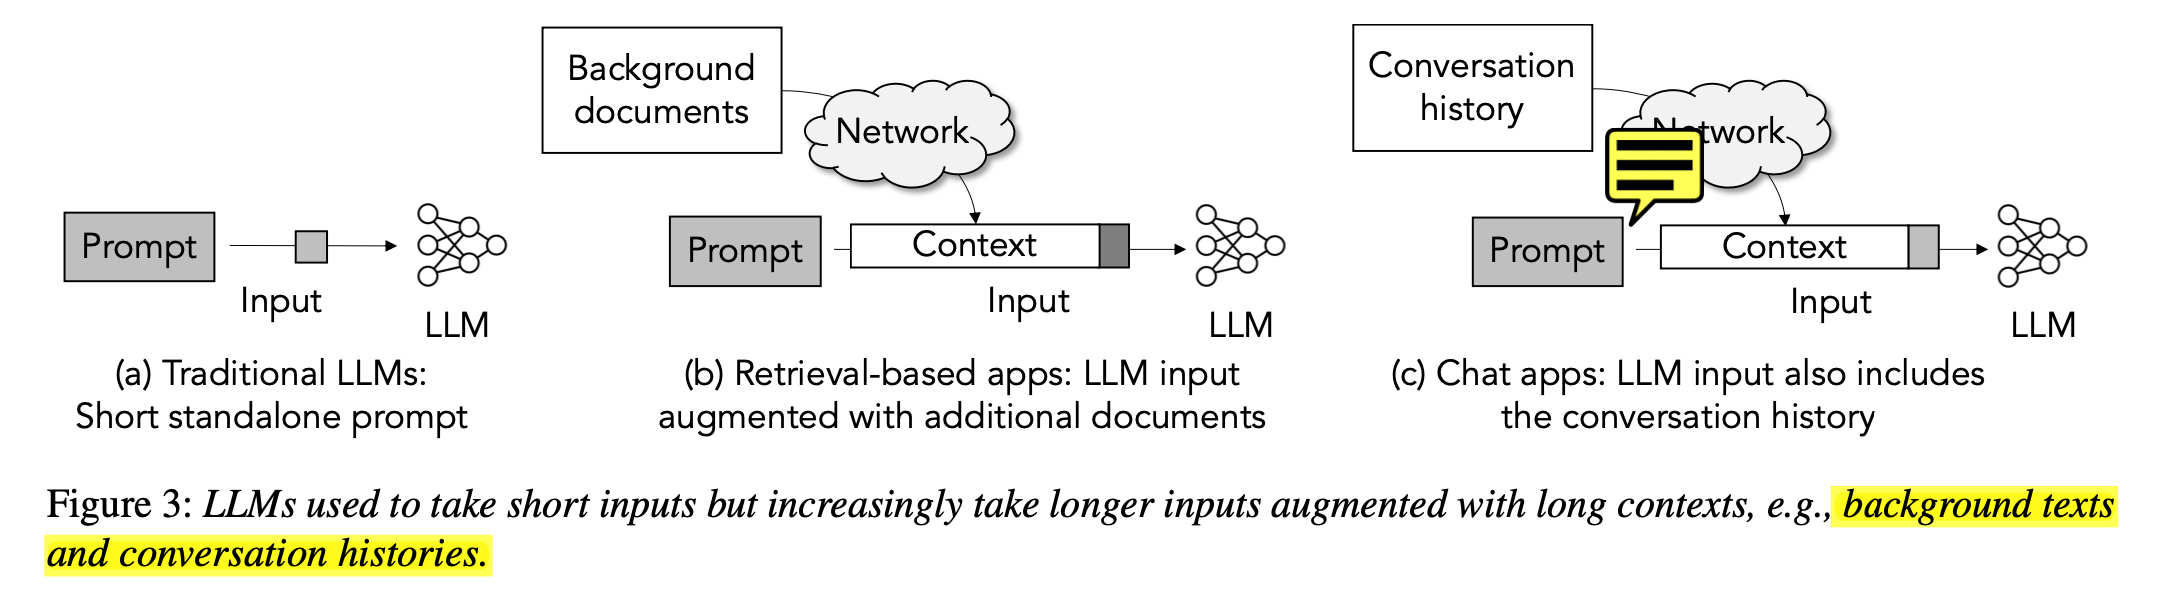 Background
documents
Network
Prompt
Context
Input
LLM
Conversation
history
Network
Prompt
Context
Input
LLM
Prompt
Input
LLM
(a) Traditional LLMs:
Short standalone prompt
(b) Retrieval-based apps: LLM input
augmented with additional documents
(c) Chat apps: LLM input also includes
the conversation history
Figure 3: LLMs used to take short inputs but increasingly take longer inputs augmented with long contexts, e.g., background texts
and conversation histories.